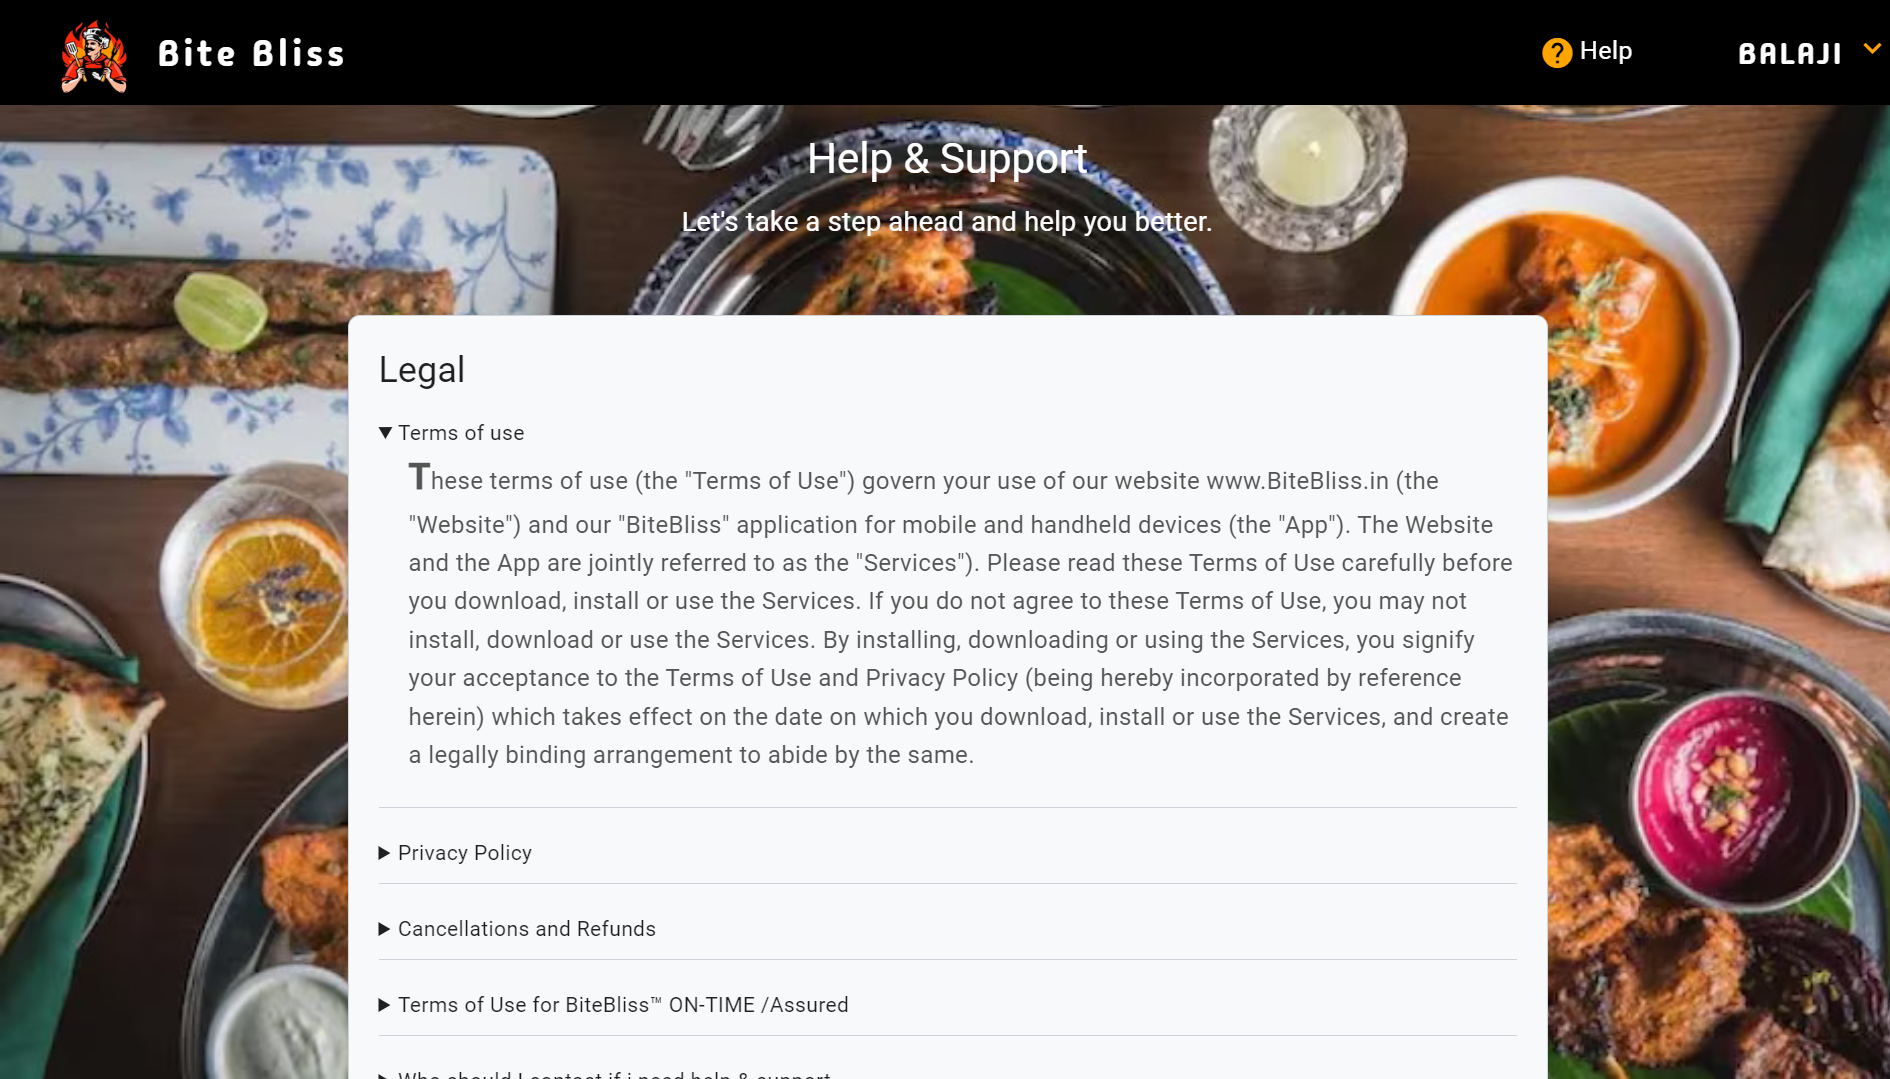 Bite Bliss
Help
BALAJI
Help & Support
Let's take a step ahead and help you better.
Legal
Terms of use
These terms of use (the "Terms of Use") govern your use of our website www.BiteBliss.in (the
"Website") and our "BiteBliss" application for mobile and handheld devices (the "App"). The Website
and the App are jointly referred to as the "Services"). Please read these Terms of Use carefully before
you download, install or use the Services. If you do not agree to these Terms of Use, you may not
install, download or use the Services. By installing, downloading or using the Services, you signify
your acceptance to the Terms of Use and Privacy Policy (being hereby incorporated by reference
herein) which takes effect on the date on which you download, install or use the Services, and create
a legally binding arrangement to abide by the same.
Privacy Policy
Cancellations and Refunds
Terms of Use for BiteBliss™ ON-TIME /Assured
Who should I contact if i need help & support